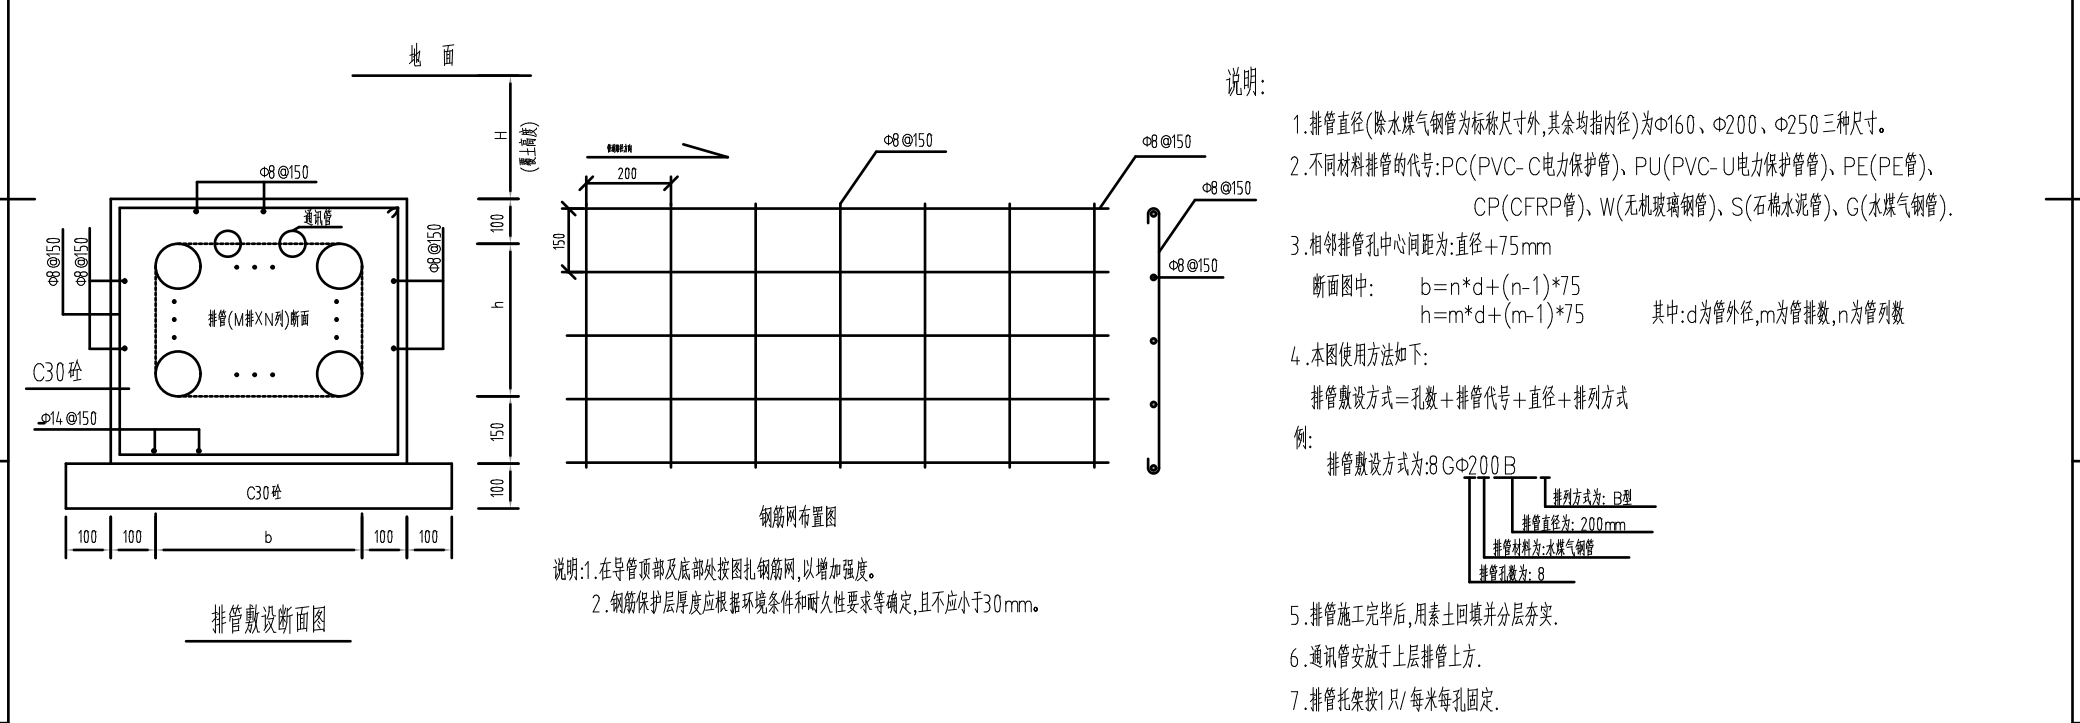 地 面
H
(覆土高度)
Φ8@150
通讯管
100
Φ8@150
Φ8@150
Φ8@150
h
排管(M排×N列)断面
C30砼
Φ14@150
150
C30砼
100
100
100
b
100
100
排管敷设断面图
200
150
Φ8@150
Φ8@150
Φ8@150
Φ8@150
钢筋网布置图
说明:1.在导管顶部及底部处按图扎钢筋网,以增加强度。
2.钢筋保护层厚度应根据环境条件和耐久性要求等确定,且不应小于30mm。
说明:
1.排管直径(除水煤气钢管为标称尺寸外,其余均指内径)为Φ160、Φ200、Φ250三种尺寸。
2.不同材料排管的代号:PC(PVC-C电力保护管)、PU(PVC-U电力保护管管)、PE(PE管)、
CP(CFRP管)、W(无机玻璃钢管)、S(石棉水泥管)、G(水煤气钢管).
3.相邻排管孔中心间距为:直径+75mm
断面图中: b=n*d+(n-1)*75
h=m*d+(m-1)*75 其中:d为管外径,m为管排数,n为管列数
4.本图使用方法如下:
排管敷设方式=孔数+排管代号+直径+排列方式
例:
排管敷设方式为:8GΦ200B
排列方式为: B型
排管直径为: 200mm
排管材料为:水煤气钢管
排管孔数为: 8
5.排管施工完毕后,用素土回填并分层夯实.
6.通讯管安放于上层排管上方.
7.排管托架按1只/每米每孔固定.